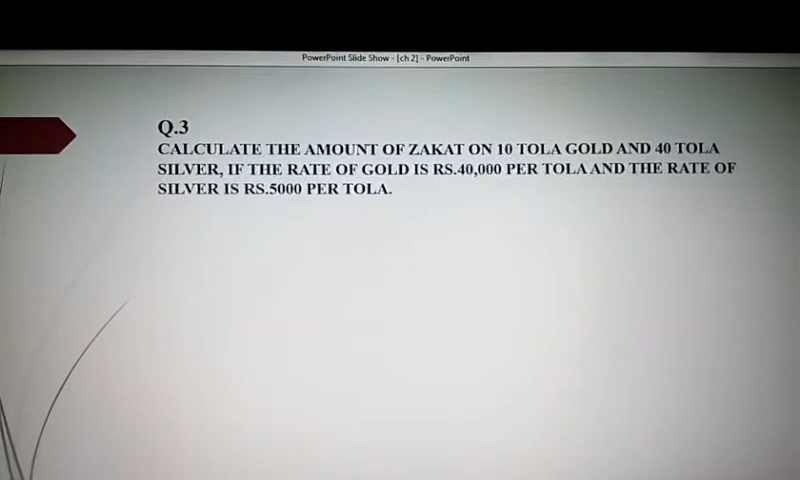 PowerPoint Slide Show - [ch 2] - PowerPoint
Q.3
CALCULATE THE AMOUNT OF ZAKAT ON 10 TOLA GOLD AND 40 TOLA
SILVER, IF THE RATE OF GOLD IS RS.40,000 PER TOLA AND THE RATE OF
SILVER IS RS.5000 PER TOLA.